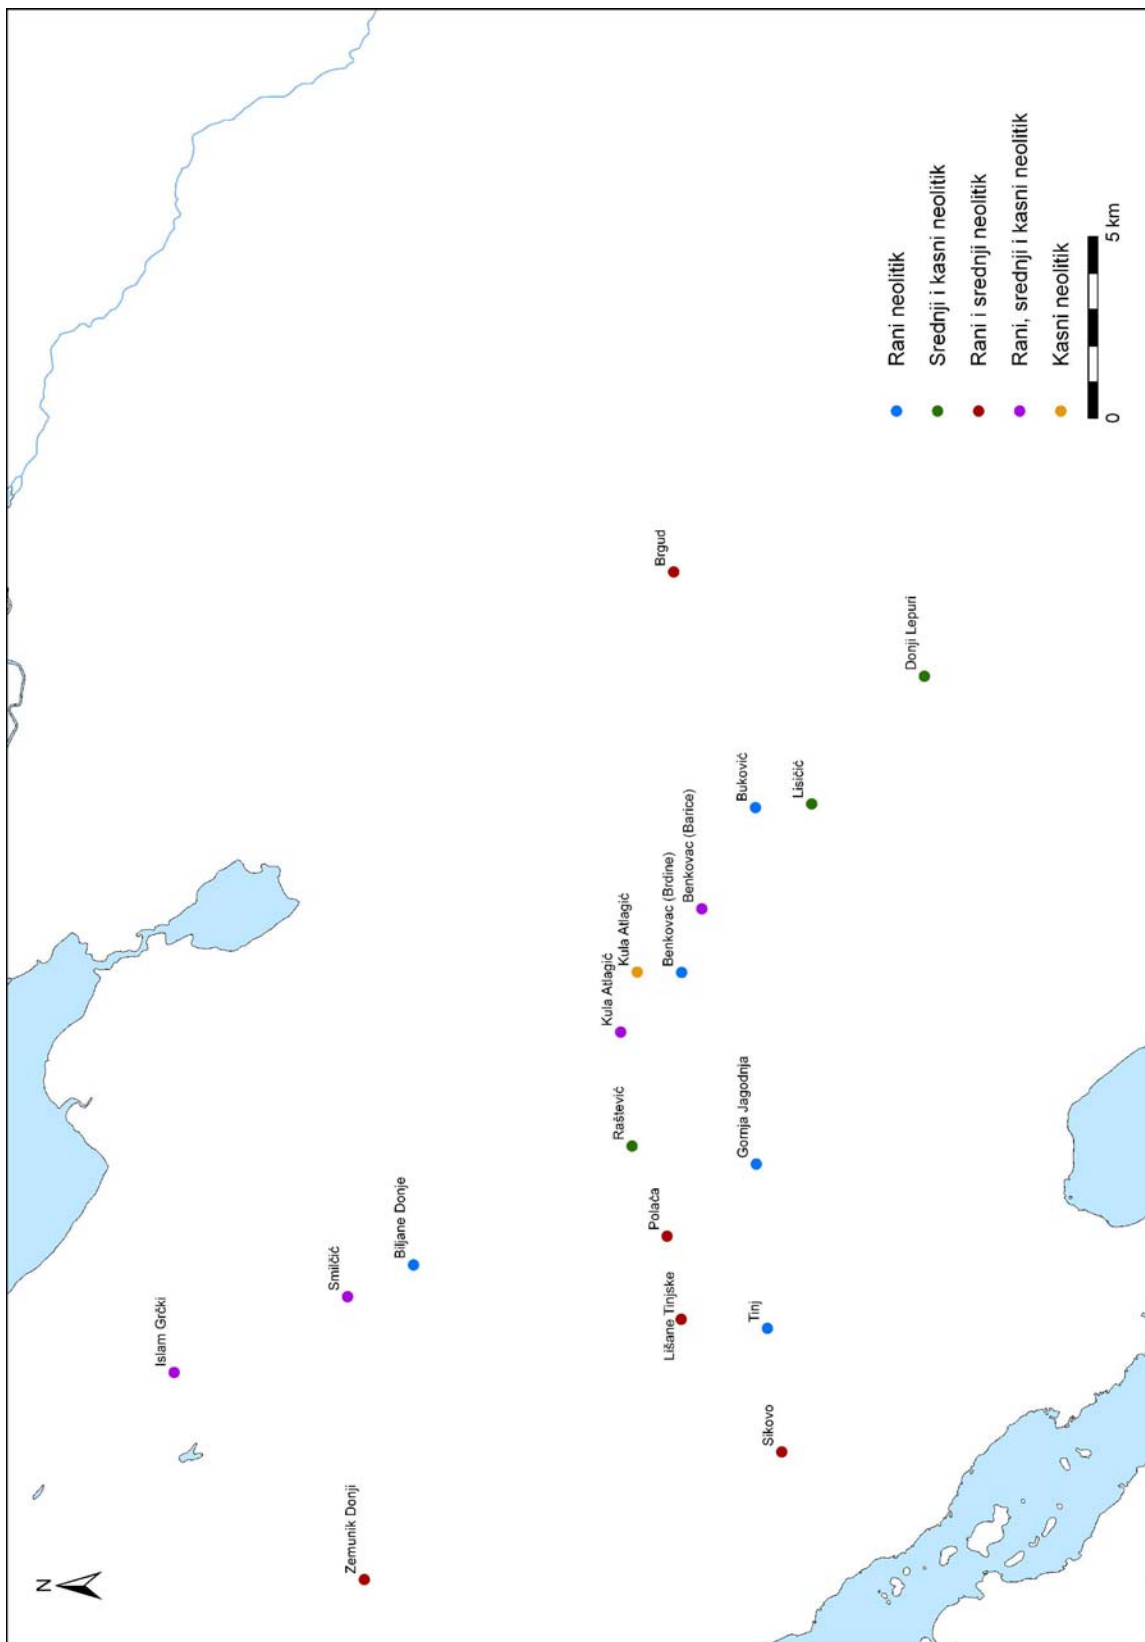 N
Islam Grčki
Zemunik Donji
Smilčić
Biljane Donje
Kula Atlagić
Kula Atlagić
Raštević
Polača
Brgud
Lišane Tinjske
Benkovac (Brdine)
Benkovac (Barice)
Gornja Jagodnja
Buković
Tinj
Sikovo
Lisičić
Donji Lepuri
Rani neolitik
Srednji i kasni neolitik
Rani i srednji neolitik
Rani, srednji i kasni neolitik
Kasni neolitik
0 5 km